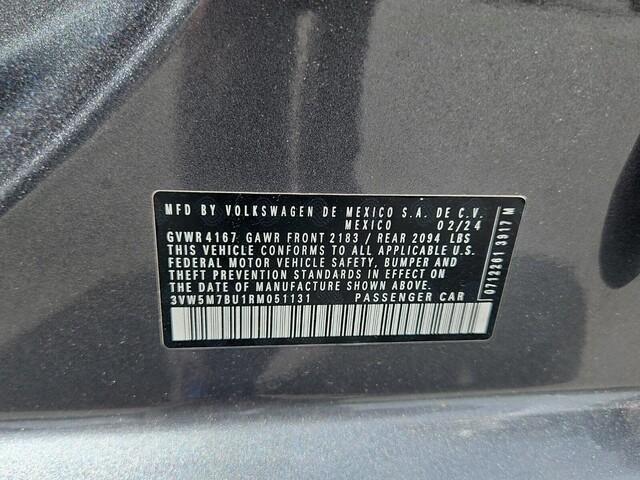 MFD BY VOLKSWAGEN DE MEXICO S.A. DE C.V.
MEXICO 02/24
GVWR 4167 GAWR FRONT 2183 / REAR 2094 LBS
THIS VEHICLE CONFORMS TO ALL APPLICABLE U.S.
FEDERAL MOTOR VEHICLE SAFETY, BUMPER AND
THEFT PREVENTION STANDARDS IN EFFECT ON
THE DATE OF MANUFACTURE SHOWN ABOVE.
3VW5M7BU1RM051131 PASSENGER CAR
0712261 3917 M